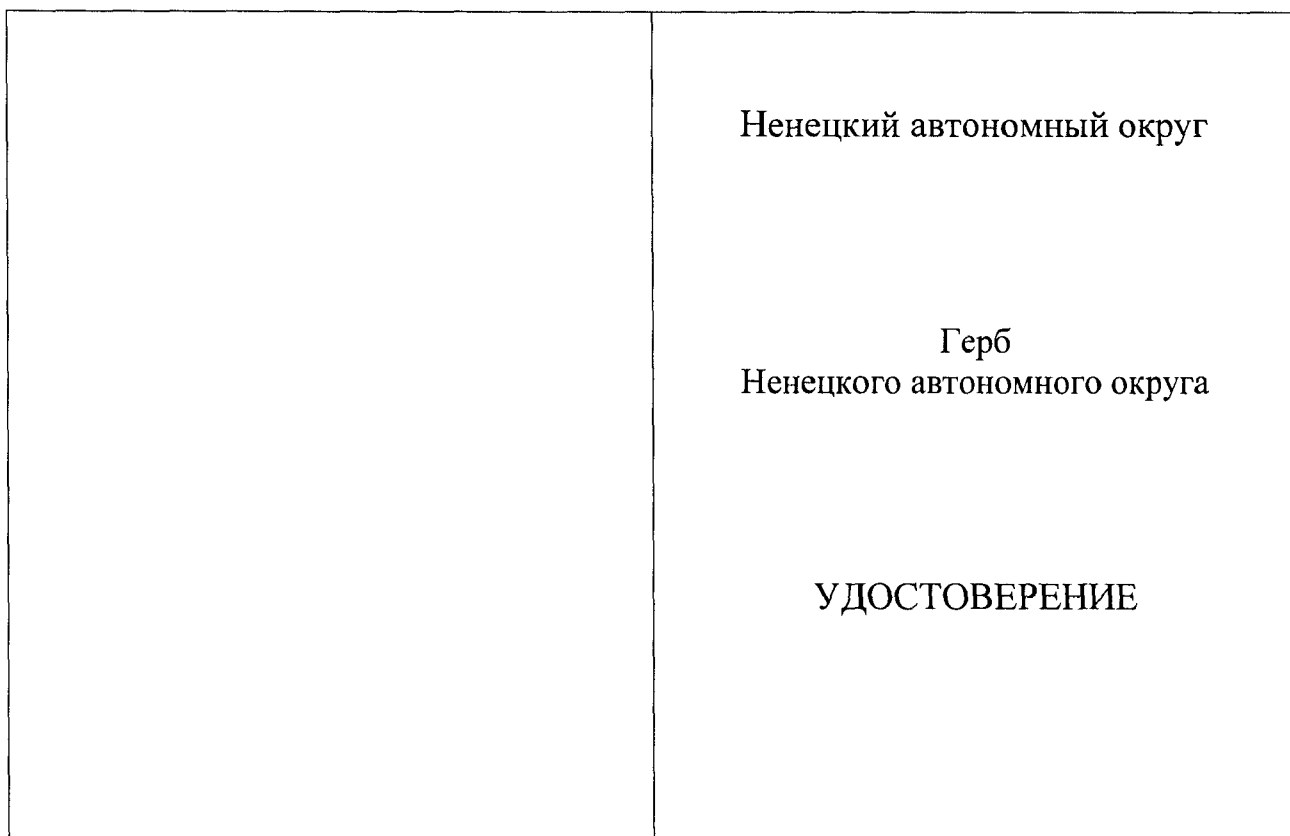 Ненецкий автономный округ
Герб
Ненецкого автономного округа
УДОСТОВЕРЕНИЕ